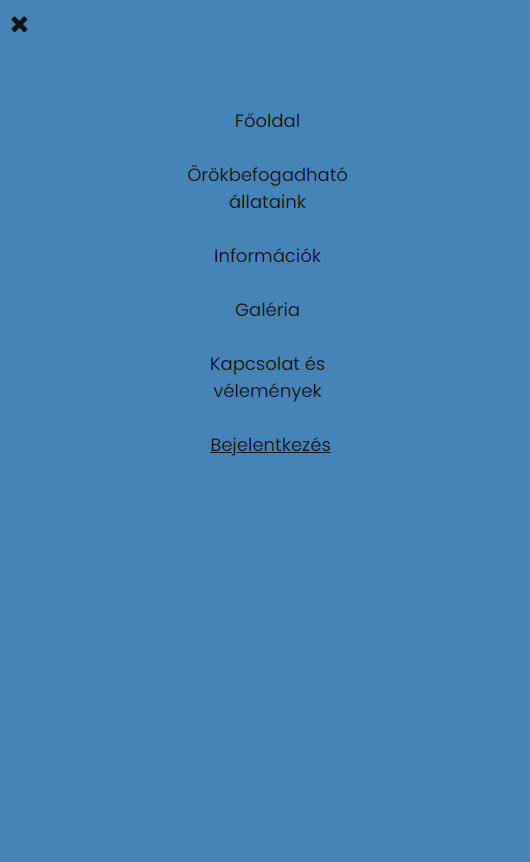 Főoldal
Örökbefogadható
állataink
Információk
Galéria
Kapcsolat és
vélemények
Bejelentkezés